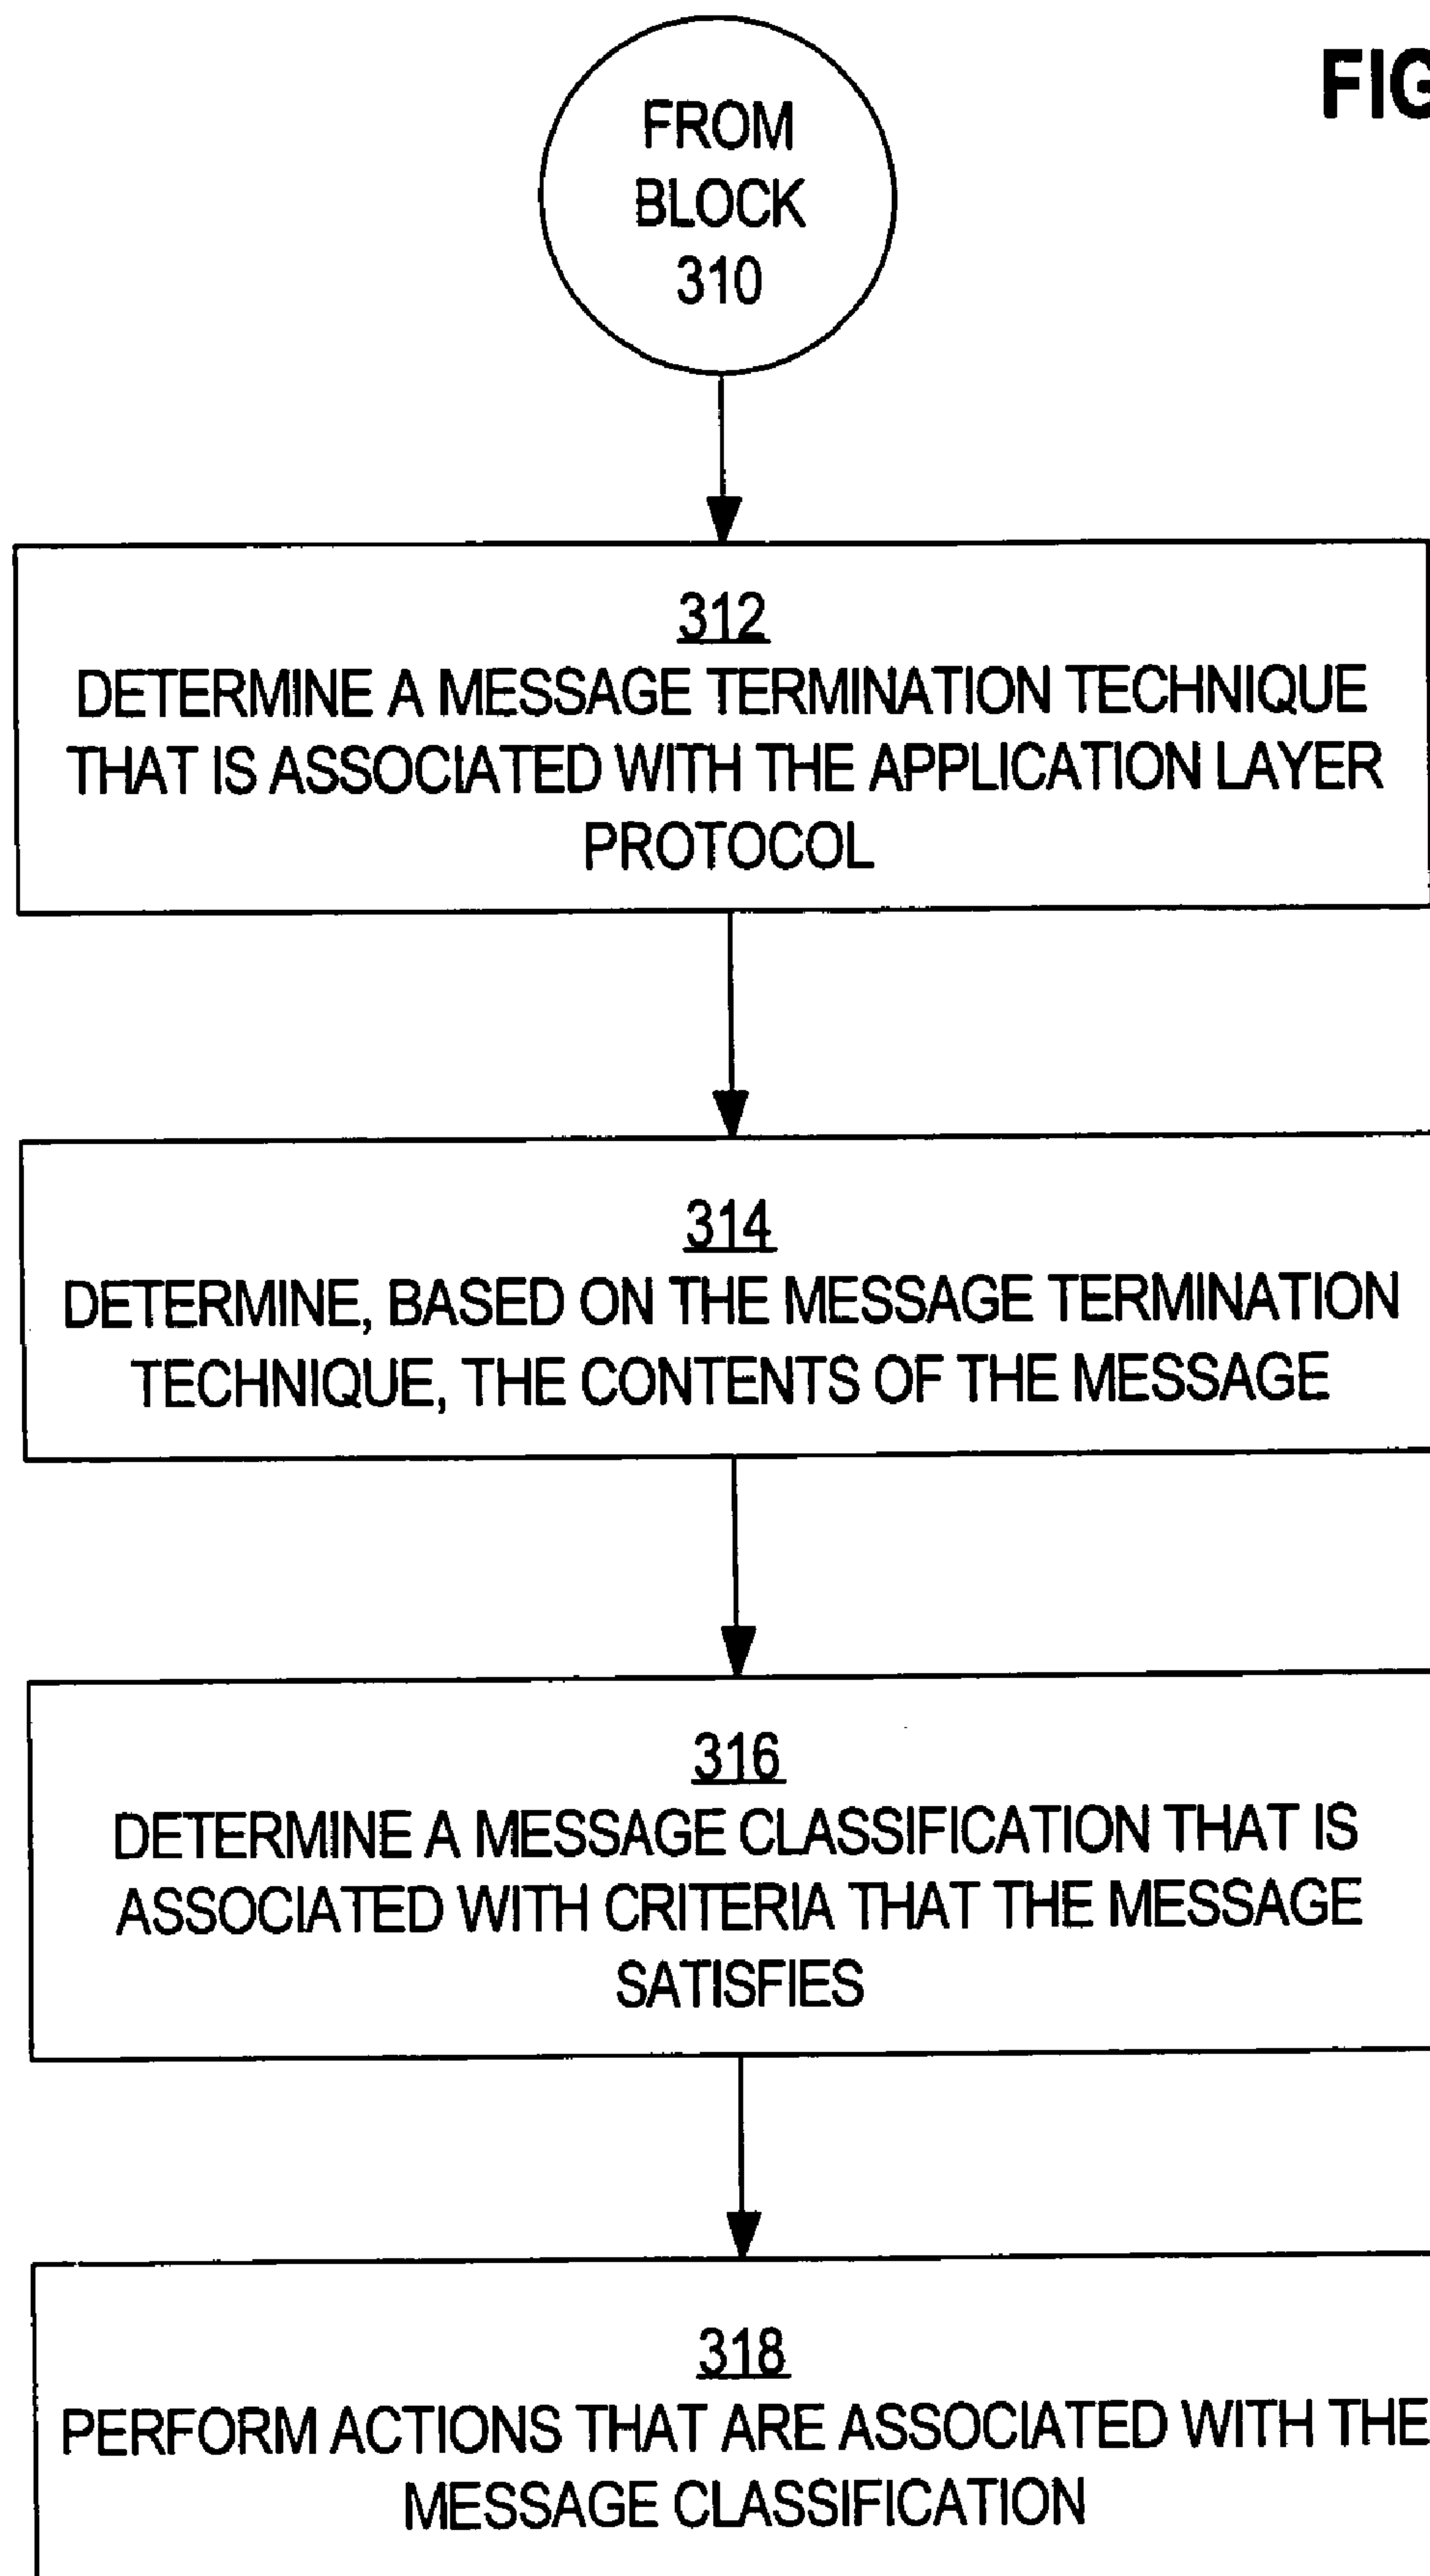 FIG
FROM
BLOCK
310
312
DETERMINE A MESSAGE TERMINATION TECHNIQUE
THAT IS ASSOCIATED WITH THE APPLICATION LAYER
PROTOCOL
314
DETERMINE, BASED ON THE MESSAGE TERMINATION
TECHNIQUE, THE CONTENTS OF THE MESSAGE
316
DETERMINE A MESSAGE CLASSIFICATION THAT IS
ASSOCIATED WITH CRITERIA THAT THE MESSAGE
SATISFIES
318
PERFORM ACTIONS THAT ARE ASSOCIATED WITH THE
MESSAGE CLASSIFICATION